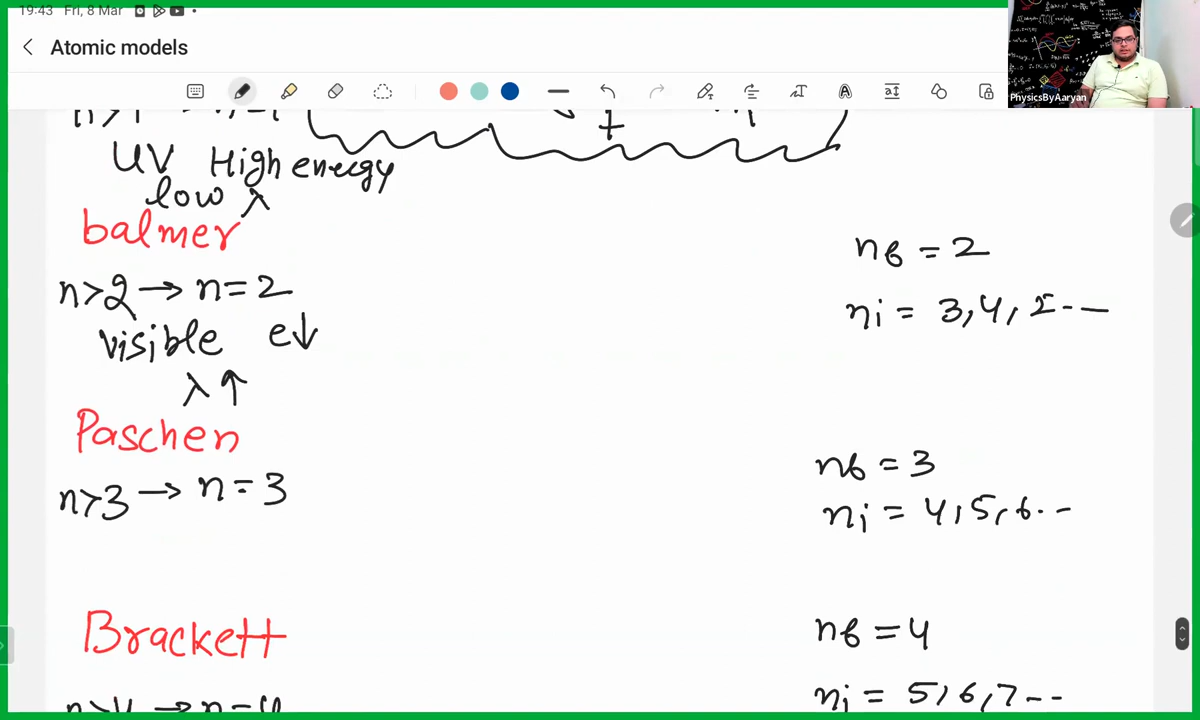 19:43 Fri, 8 Mar
Atomic models
PhysicsByAaryan
UV High energy
low λ
balmer
n>2 → n=2
visible e↓
λ↑
nf = 2
ni = 3,4,5---
Paschen
n>3 → n=3
nf = 3
ni = 4,5,6---
Brackett
n>4 → n=4
nf = 4
ni = 5,6,7---